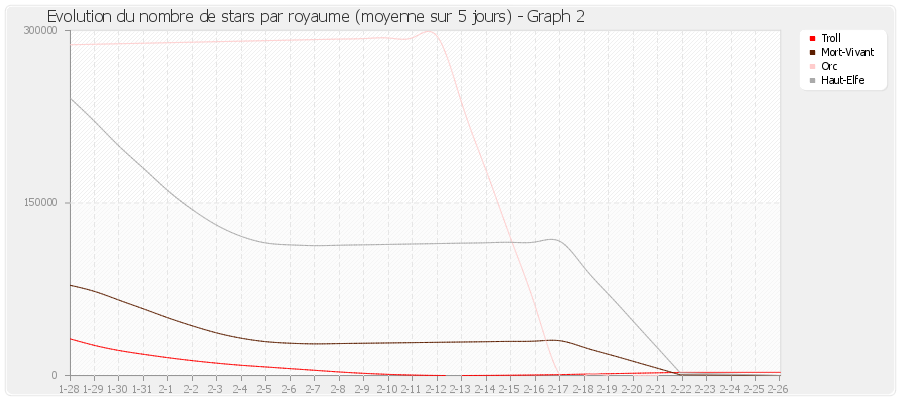 Evolution du nombre de stars par royaume (moyenne sur 5 jours) - Graph 2
300000
150000
0
1-28 1-29 1-30 1-31 2-1 2-2 2-3 2-4 2-5 2-6 2-7 2-8 2-9 2-10 2-11 2-12 2-13 2-14 2-15 2-16 2-17 2-18 2-19 2-20 2-21 2-22 2-23 2-24 2-25 2-26
Troll
Mort-Vivant
Orc
Haut-Elfe